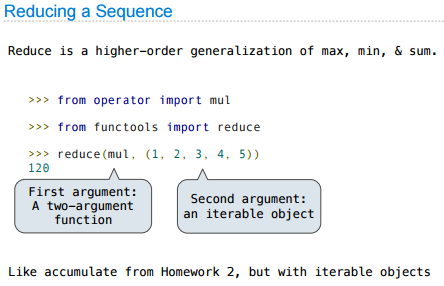 Reducing a Sequence
Reduce is a higher-order generalization of max, min, & sum.
>>> from operator import mul
>>> from functools import reduce
>>> reduce(mul, (1, 2, 3, 4, 5))
120
First argument:
A two-argument
function
Second argument:
an iterable object
Like accumulate from Homework 2, but with iterable objects